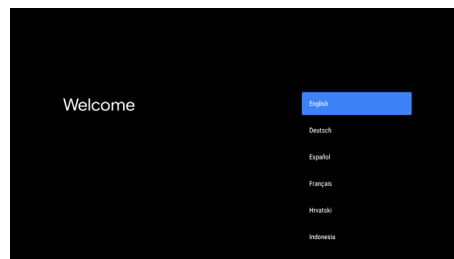 Welcome
English
Deutsch
Español
Français
Hrvatski
Indonesia